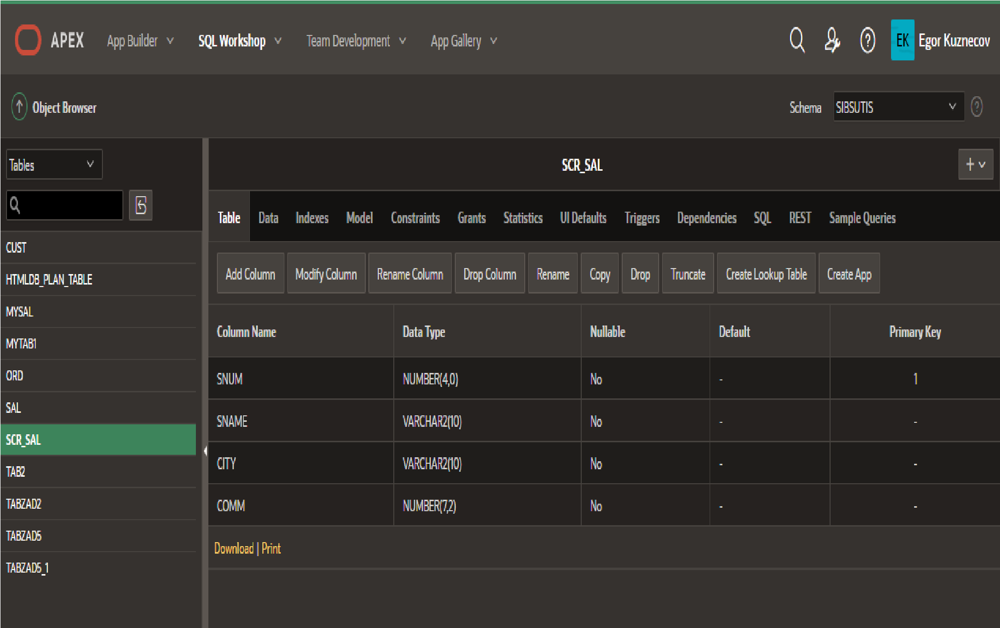 APEX App Builder SQL Workshop Team Development App Gallery EK Egor Kuznecov
Object Browser Schema SIBSUTIS
Tables
CUST
HTMLDB_PLAN_TABLE
MYSAL
MYTAB1
ORD
SAL
SCR_SAL
TAB2
TABZAD2
TABZAD5
TABZAD5_1
SCR_SAL
Table Data Indexes Model Constraints Grants Statistics UI Defaults Triggers Dependencies SQL REST Sample Queries
Add Column Modify Column Rename Column Drop Column Rename Copy Drop Truncate Create Lookup Table Create App
Column Name Data Type Nullable Default Primary Key
SNUM NUMBER(4,0) No - 1
SNAME VARCHAR2(10) No - -
CITY VARCHAR2(10) No - -
COMM NUMBER(7,2) No - -
Download | Print